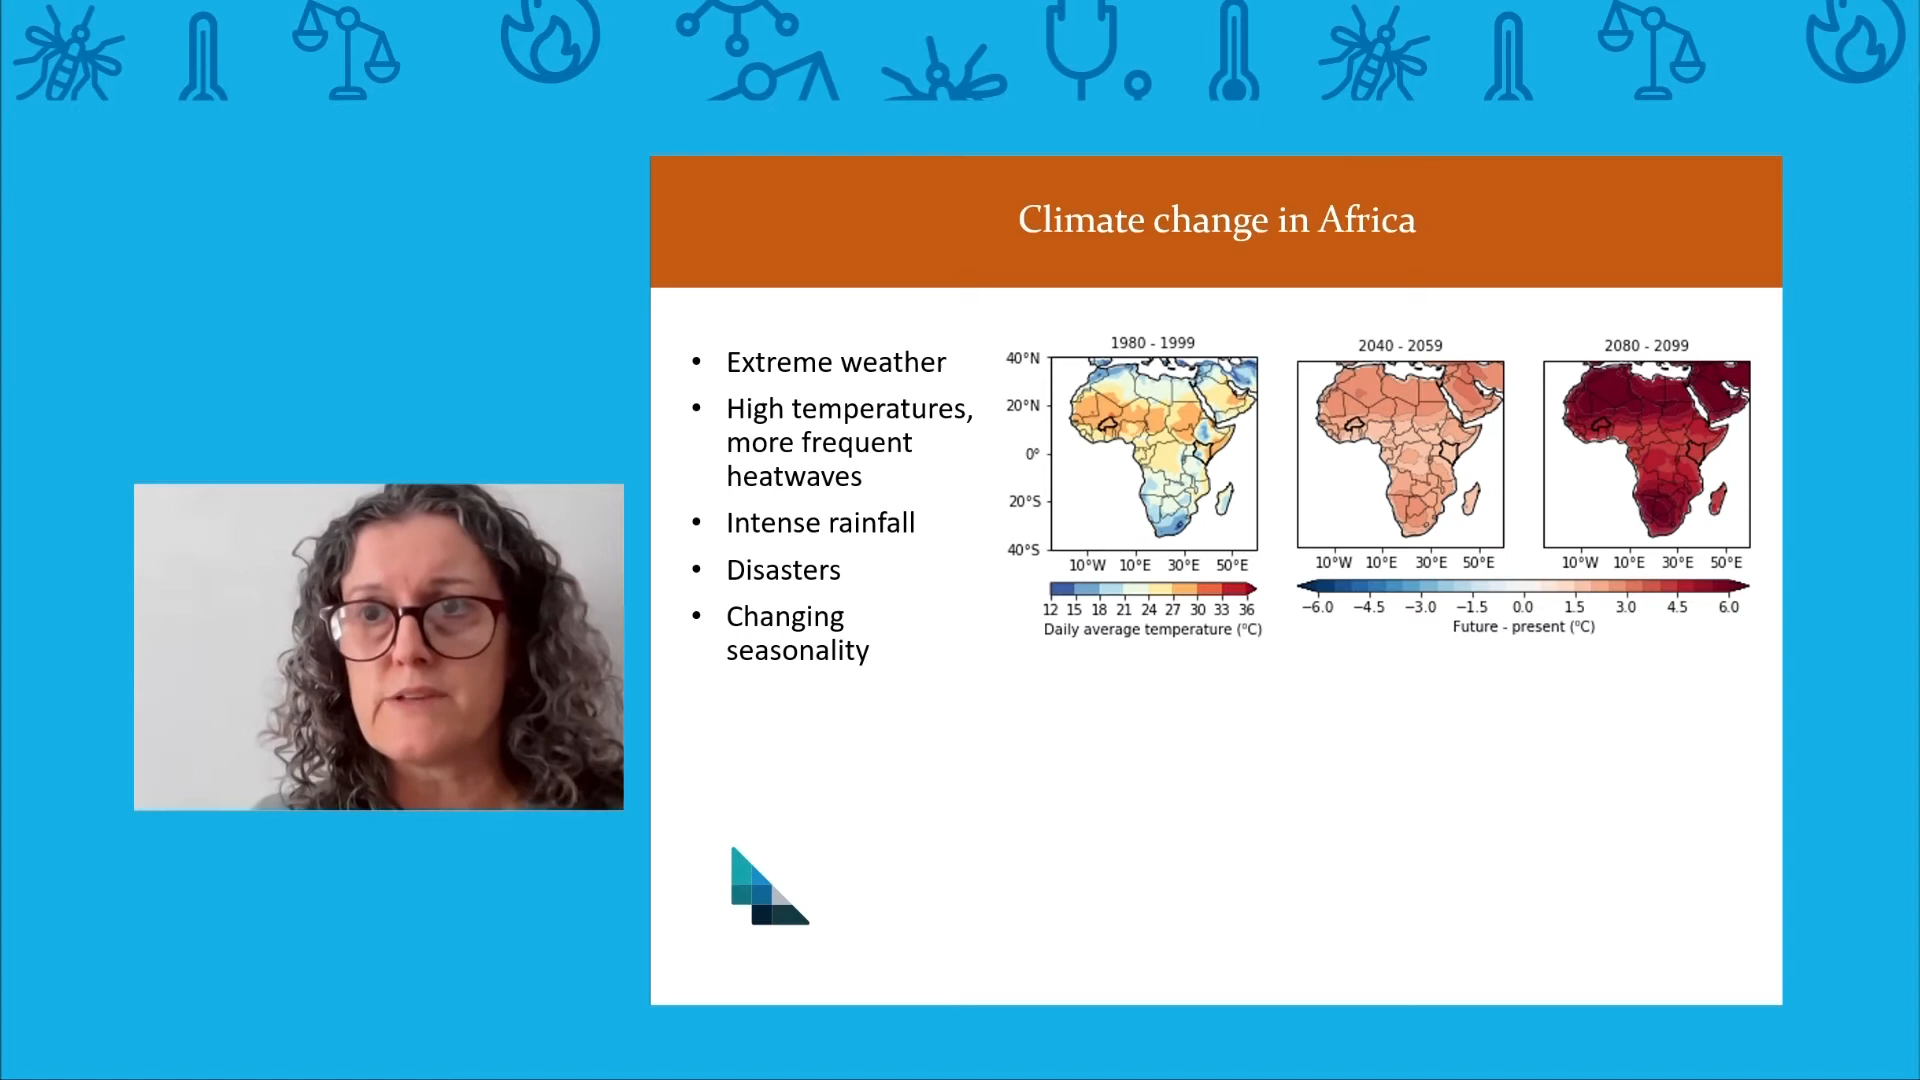 Climate change in Africa
• Extreme weather
• High temperatures,
more frequent
heatwaves
• Intense rainfall
• Disasters
• Changing
seasonality
1980 - 1999
40°N
20°N
0°
20°S
40°S
10°W 10°E 30°E 50°E
12 15 18 21 24 27 30 33 36
Daily average temperature (°C)
2040 - 2059
10°W 10°E 30°E 50°E
2080 - 2099
10°W 10°E 30°E 50°E
−6.0 −4.5 −3.0 −1.5 0.0 1.5 3.0 4.5 6.0
Future - present (°C)